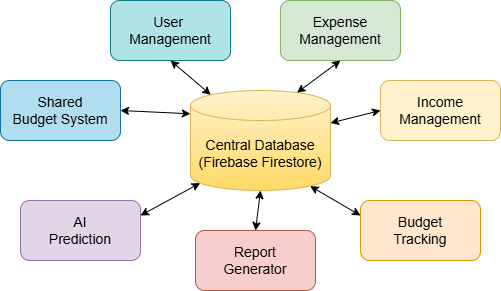 User
Management
Expense
Management
Shared
Budget System
Income
Management
Central Database
(Firebase Firestore)
AI
Prediction
Budget
Tracking
Report
Generator